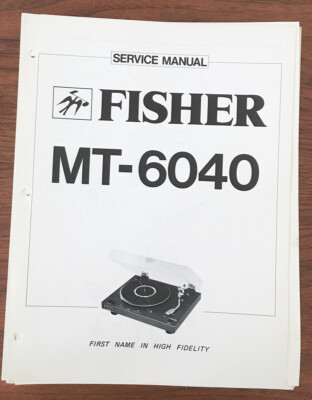 SERVICE MANUAL
FISHER
MT-6040
FIRST NAME IN HIGH FIDELITY